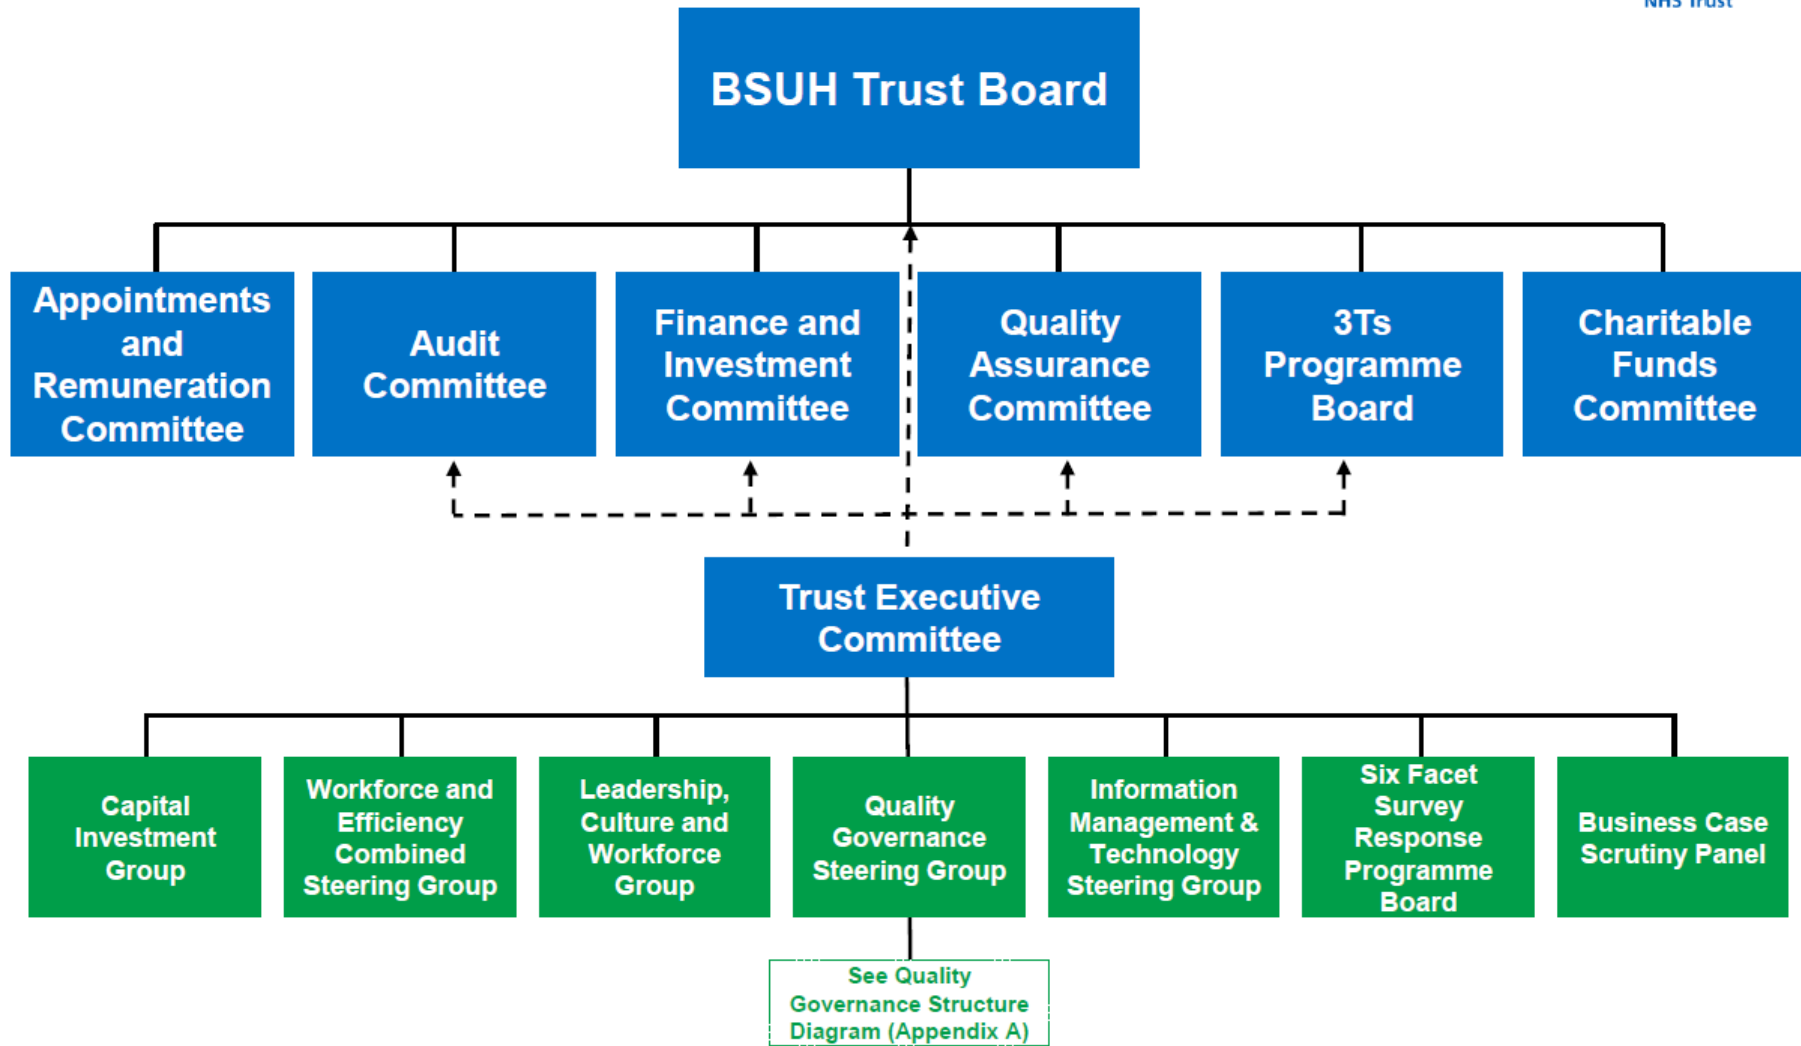 NHS Trust
BSUH Trust Board
Appointments
and
Remuneration
Committee
Audit
Committee
Finance and
Investment
Committee
Quality
Assurance
Committee
3Ts
Programme
Board
Charitable
Funds
Committee
Trust Executive
Committee
Capital
Investment
Group
Workforce and
Efficiency
Combined
Steering Group
Leadership,
Culture and
Workforce
Group
Quality
Governance
Steering Group
Information
Management &
Technology
Steering Group
Six Facet
Survey
Response
Programme
Board
Business Case
Scrutiny Panel
See Quality
Governance Structure
Diagram (Appendix A)